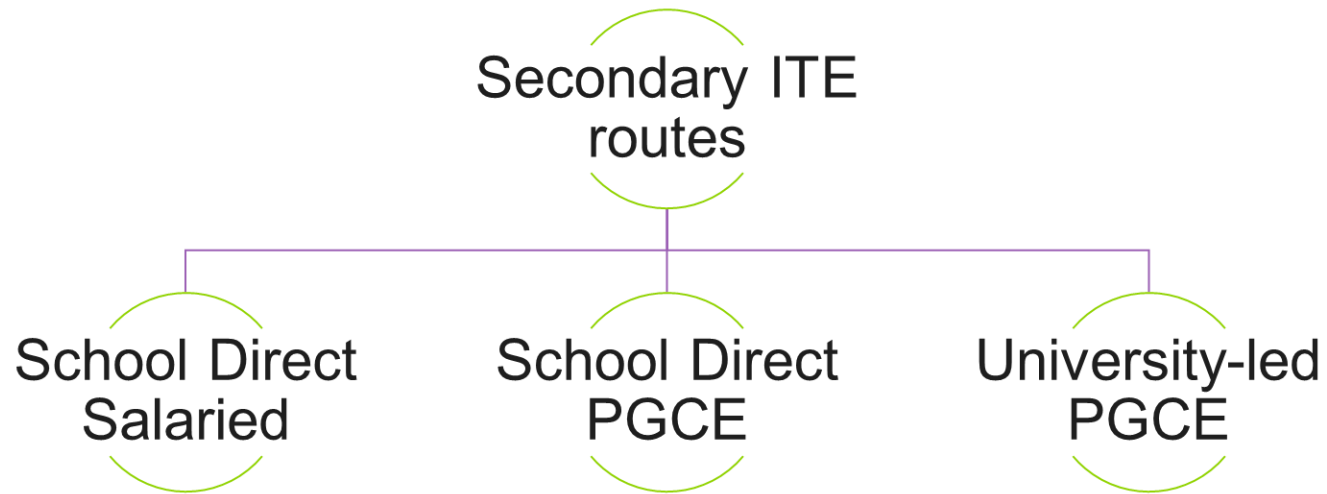 Secondary ITE
routes
School Direct
Salaried
School Direct
PGCE
University-led
PGCE